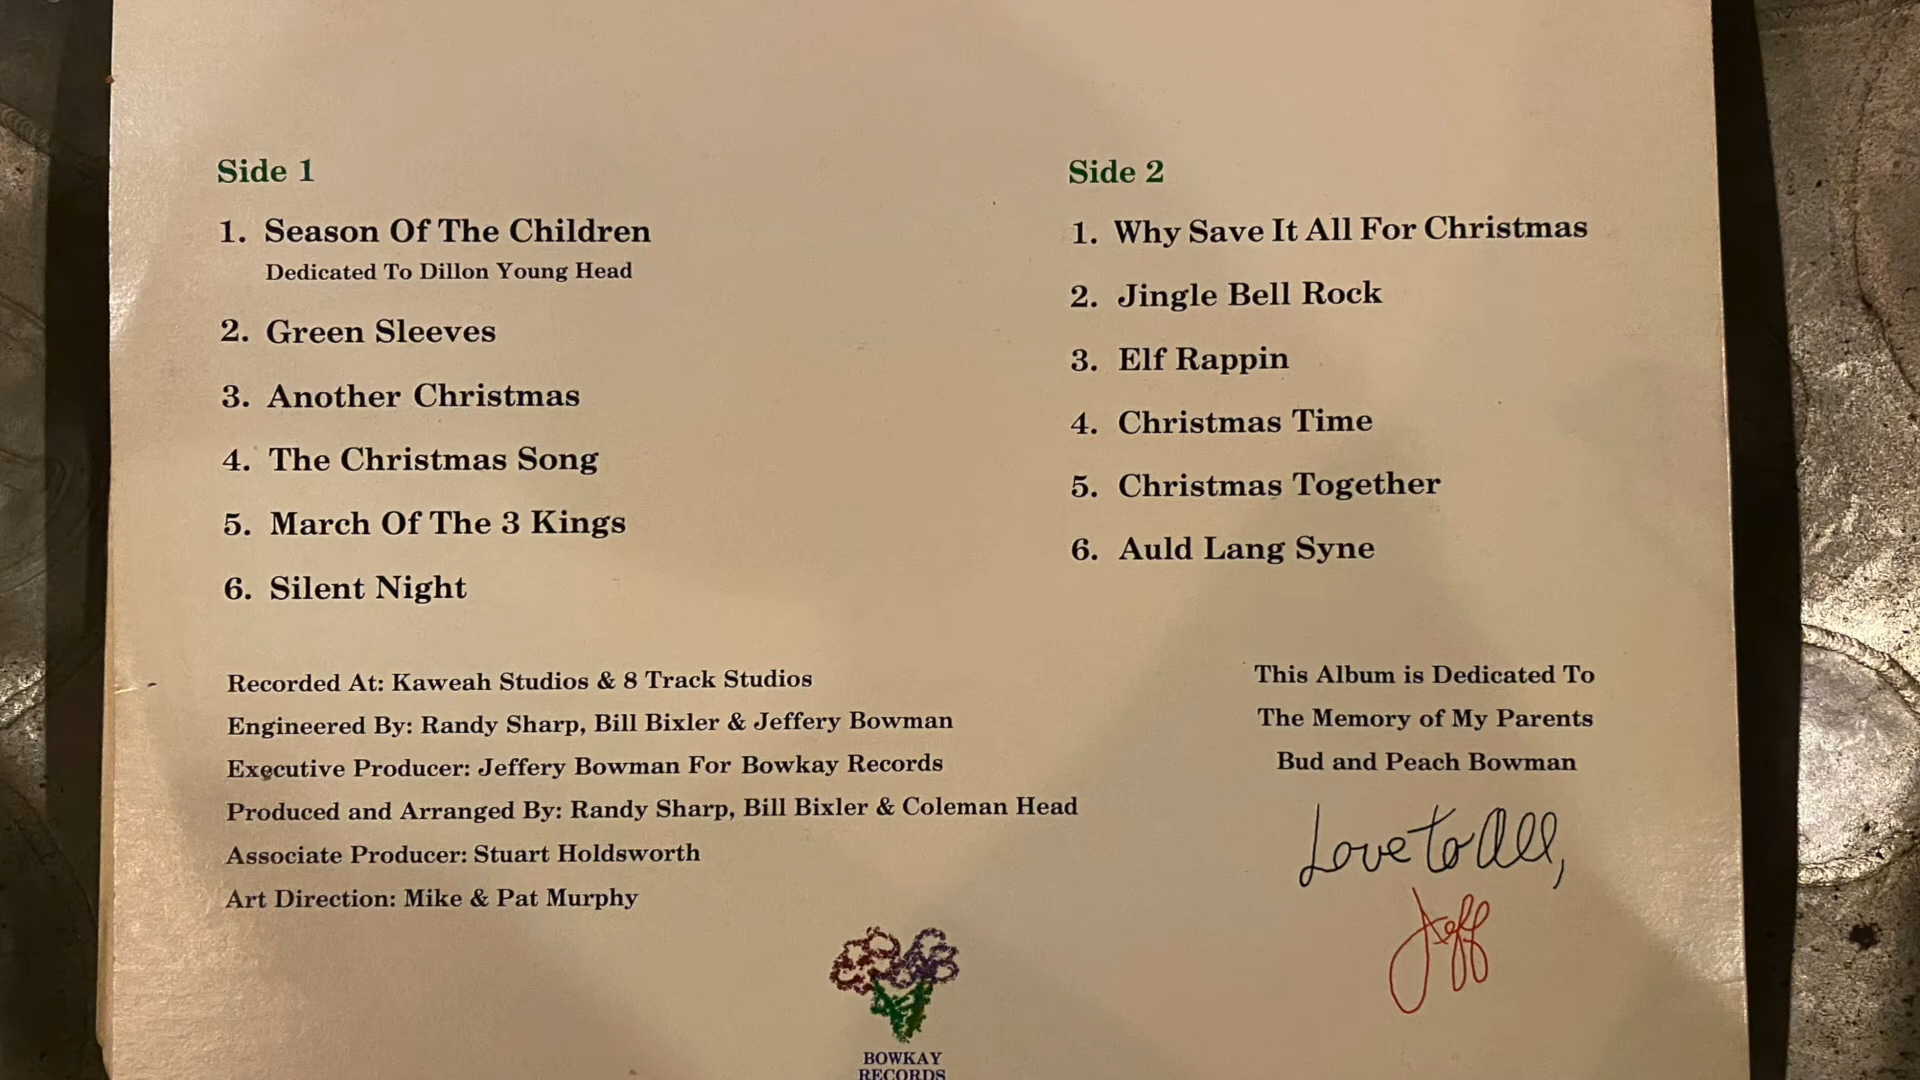 Side 1
1. Season Of The Children
Dedicated To Dillon Young Head
2. Green Sleeves
3. Another Christmas
4. The Christmas Song
5. March Of The 3 Kings
6. Silent Night
Side 2
1. Why Save It All For Christmas
2. Jingle Bell Rock
3. Elf Rappin
4. Christmas Time
5. Christmas Together
6. Auld Lang Syne
Recorded At: Kaweah Studios & 8 Track Studios
Engineered By: Randy Sharp, Bill Bixler & Jeffery Bowman
Executive Producer: Jeffery Bowman For Bowkay Records
Produced and Arranged By: Randy Sharp, Bill Bixler & Coleman Head
Associate Producer: Stuart Holdsworth
Art Direction: Mike & Pat Murphy
This Album is Dedicated To
The Memory of My Parents
Bud and Peach Bowman
Love to All,
Jeff
BOWKAY
RECORDS